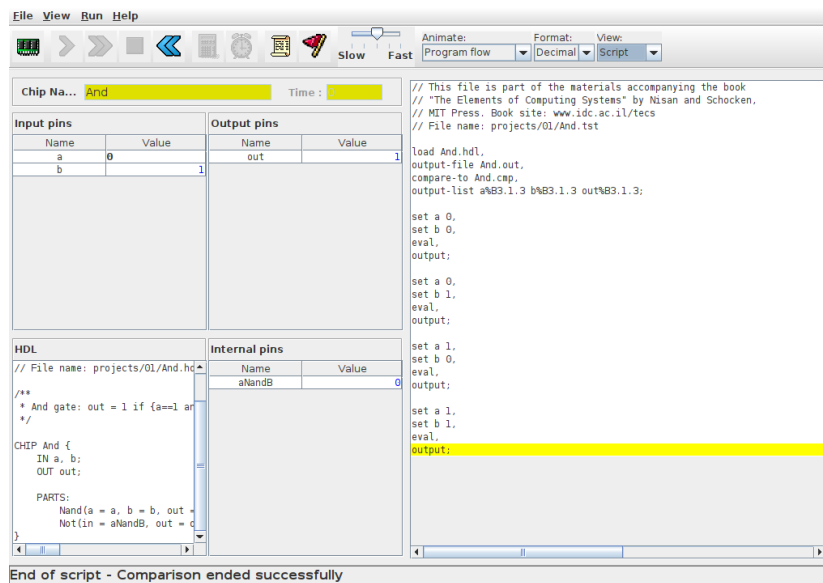 File View Run Help
Slow Fast
Animate: Format: View:
Program flow Decimal Script
Chip Na... And Time :
Input pins
Name Value
a 0
b 1
Output pins
Name Value
out 1
HDL
// File name: projects/01/And.hd
/**
* And gate: out = 1 if {a==1 an
*/
CHIP And {
IN a, b;
OUT out;
PARTS:
Nand(a = a, b = b, out =
Not(in = aNandB, out = o
}
Internal pins
Name Value
aNandB 0
// This file is part of the materials accompanying the book
// "The Elements of Computing Systems" by Nisan and Schocken,
// MIT Press. Book site: www.idc.ac.il/tecs
// File name: projects/01/And.tst
load And.hdl,
output-file And.out,
compare-to And.cmp,
output-list a%B3.1.3 b%B3.1.3 out%B3.1.3;
set a 0,
set b 0,
eval,
output;
set a 0,
set b 1,
eval,
output;
set a 1,
set b 0,
eval,
output;
set a 1,
set b 1,
eval,
output;
End of script - Comparison ended successfully